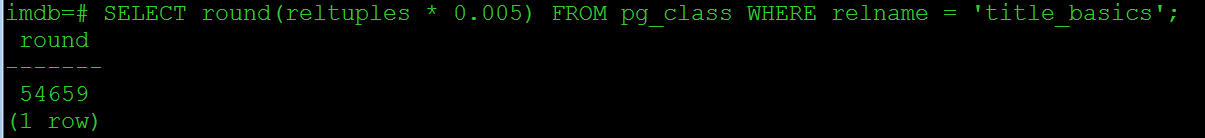 imdb=# SELECT round(reltuples * 0.005) FROM pg_class WHERE relname = 'title_basics';
 round
-------
 54659
(1 row)